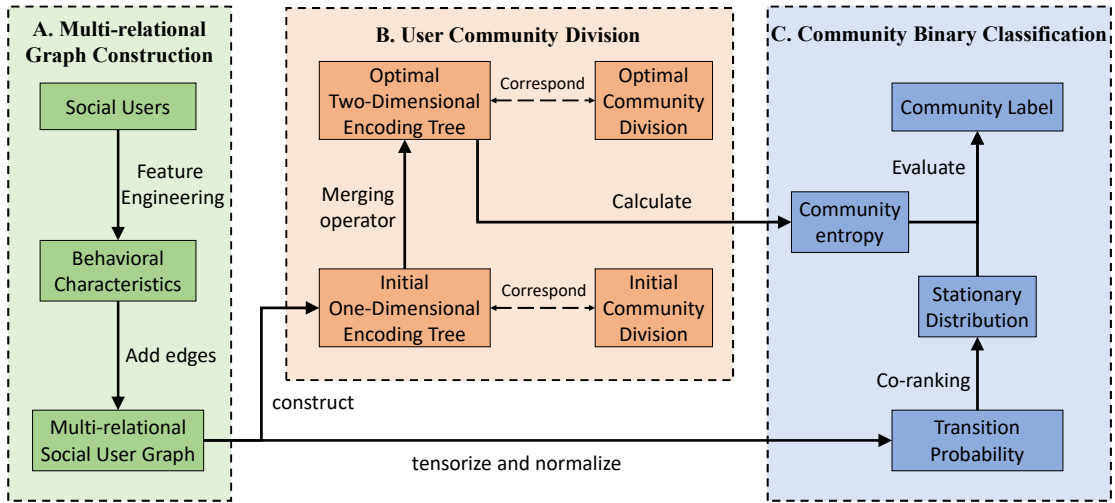 A. Multi-relational
Graph Construction
Social Users
Feature
Engineering
Behavioral
Characteristics
Add edges
Multi-relational
Social User Graph
B. User Community Division
Optimal
Two-Dimensional
Encoding Tree
Correspond
Optimal
Community
Division
Merging
operator
Calculate
Initial
One-Dimensional
Encoding Tree
Correspond
Initial
Community
Division
construct
tensorize and normalize
C. Community Binary Classification
Community Label
Evaluate
Community
entropy
Stationary
Distribution
Co-ranking
Transition
Probability